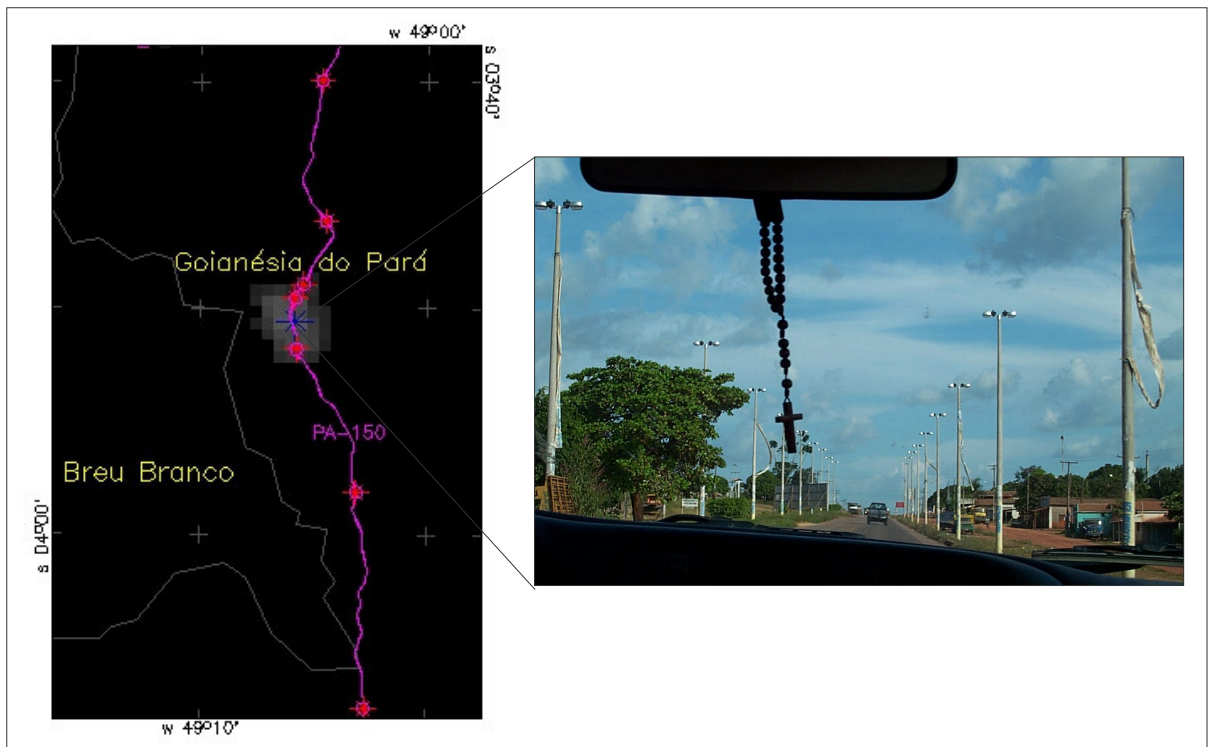 w 49º00'
s 03º40'
Goianésia do Pará
PA-150
Breu Branco
s 04º00'
w 49º10'